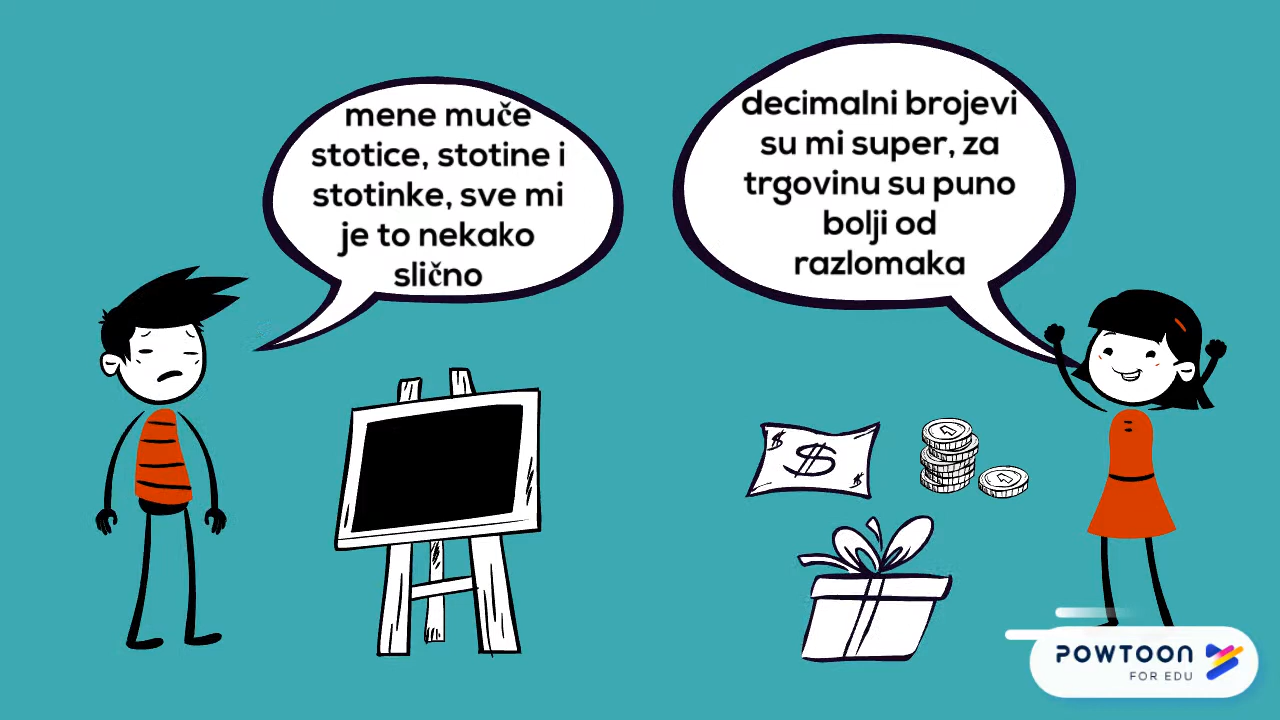 mene muče
stotice, stotine i
stotinke, sve mi
je to nekako
slično
decimalni brojevi
su mi super, za
trgovinu su puno
bolji od
razlomaka
POWTOON
FOR EDU